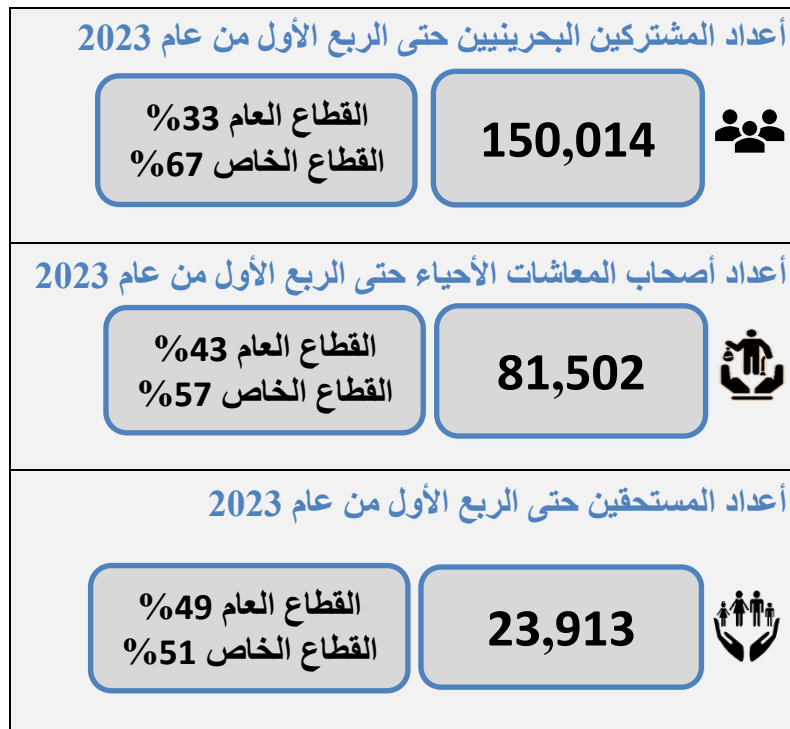 أعداد المشتركين البحرينيين حتى الربع الأول من عام 2023
150,014
القطاع العام 33%
القطاع الخاص 67%
أعداد أصحاب المعاشات الأحياء حتى الربع الأول من عام 2023
81,502
القطاع العام 43%
القطاع الخاص 57%
أعداد المستحقين حتى الربع الأول من عام 2023
23,913
القطاع العام 49%
القطاع الخاص 51%